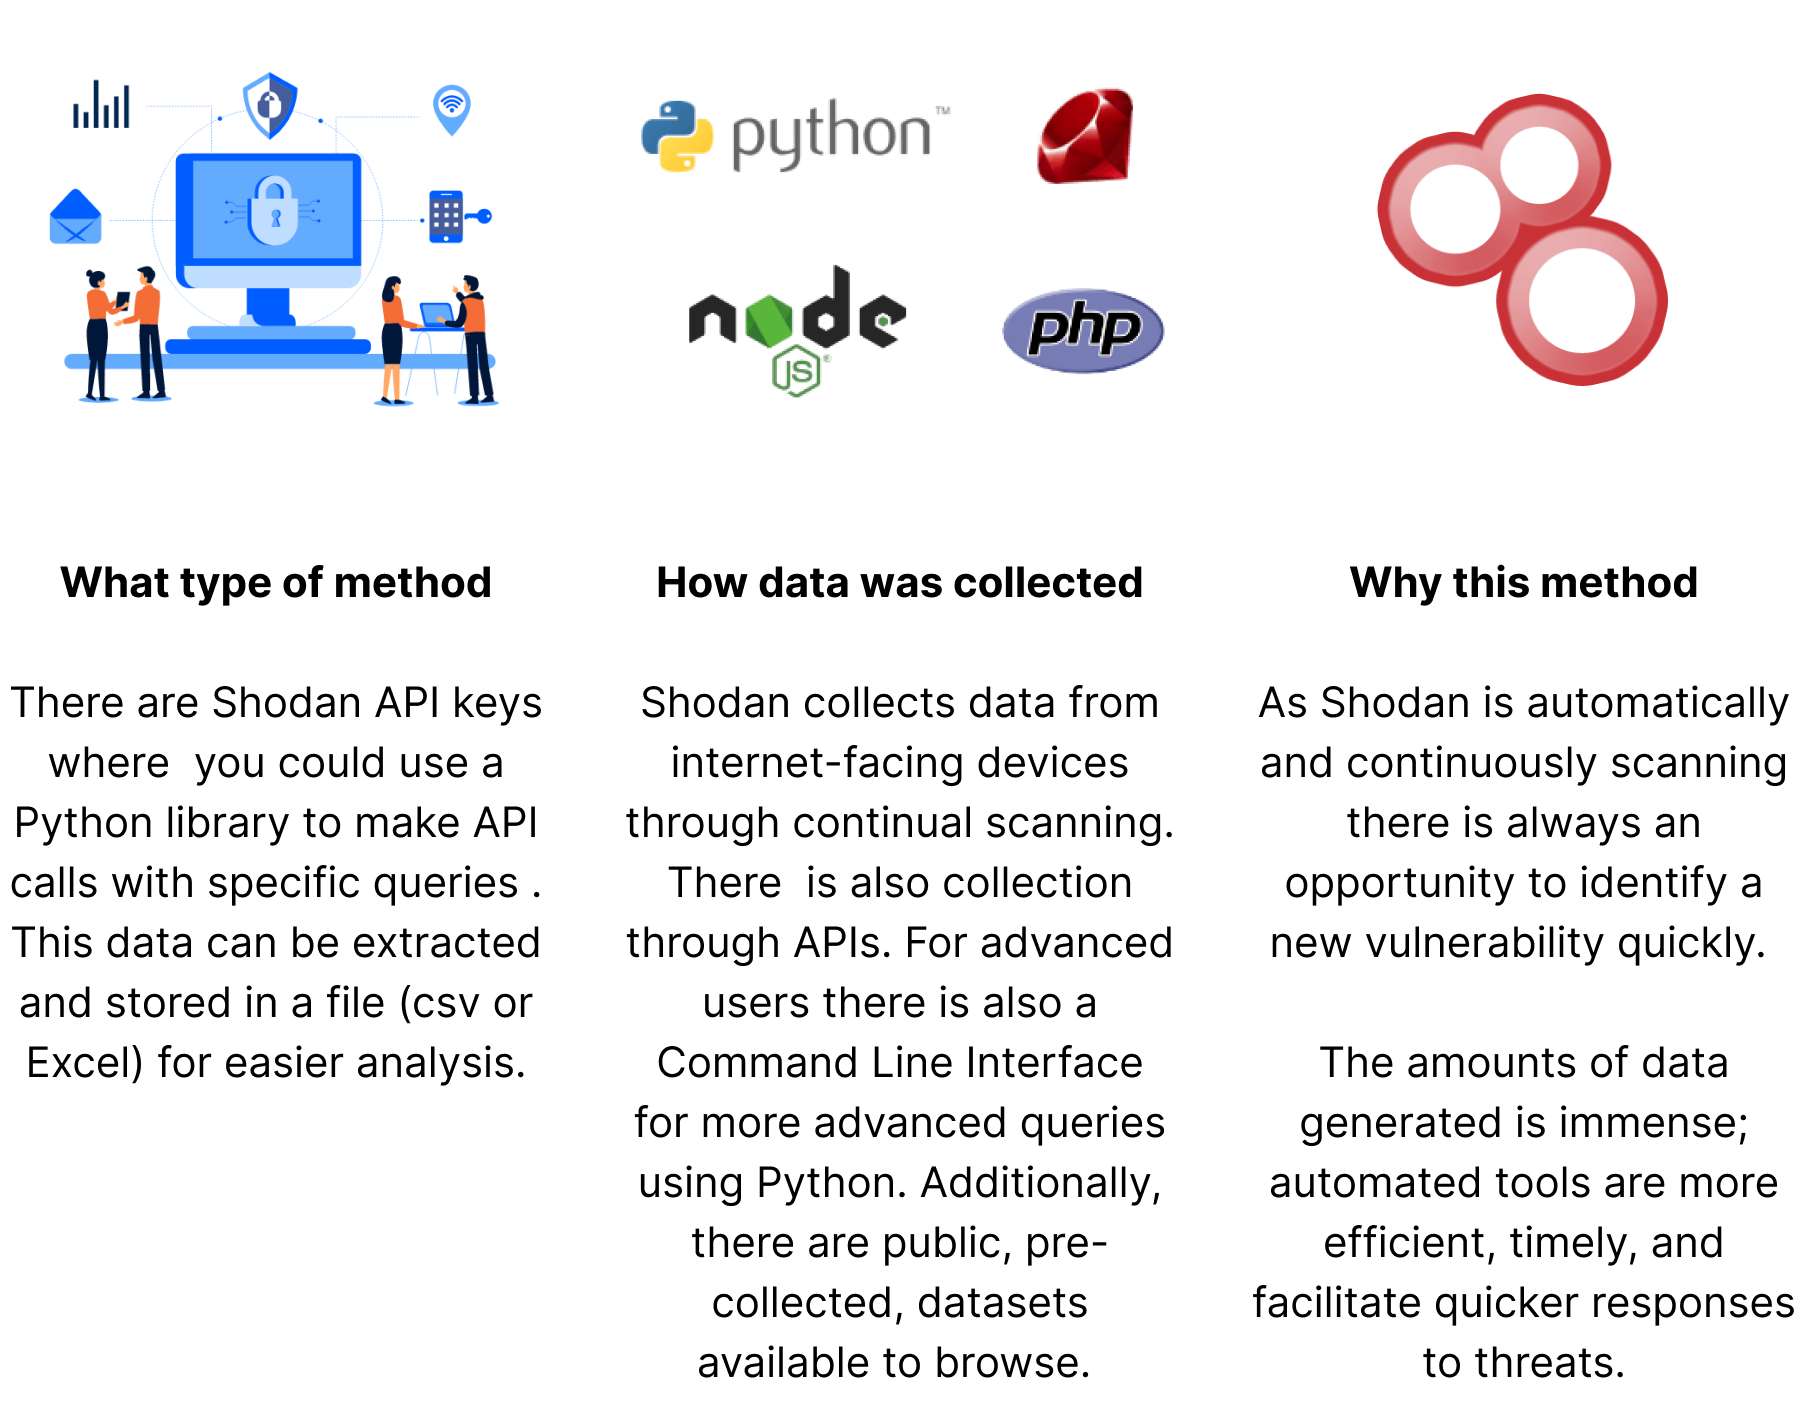 python™
node
JS®
php
What type of method
There are Shodan API keys
where  you could use a
Python library to make API
calls with specific queries .
This data can be extracted
and stored in a file (csv or
Excel) for easier analysis.
How data was collected
Shodan collects data from
internet-facing devices
through continual scanning.
There  is also collection
through APIs. For advanced
users there is also a
Command Line Interface
for more advanced queries
using Python. Additionally,
there are public, pre-
collected, datasets
available to browse.
Why this method
As Shodan is automatically
and continuously scanning
there is always an
opportunity to identify a
new vulnerability quickly.
The amounts of data
generated is immense;
automated tools are more
efficient, timely, and
facilitate quicker responses
to threats.